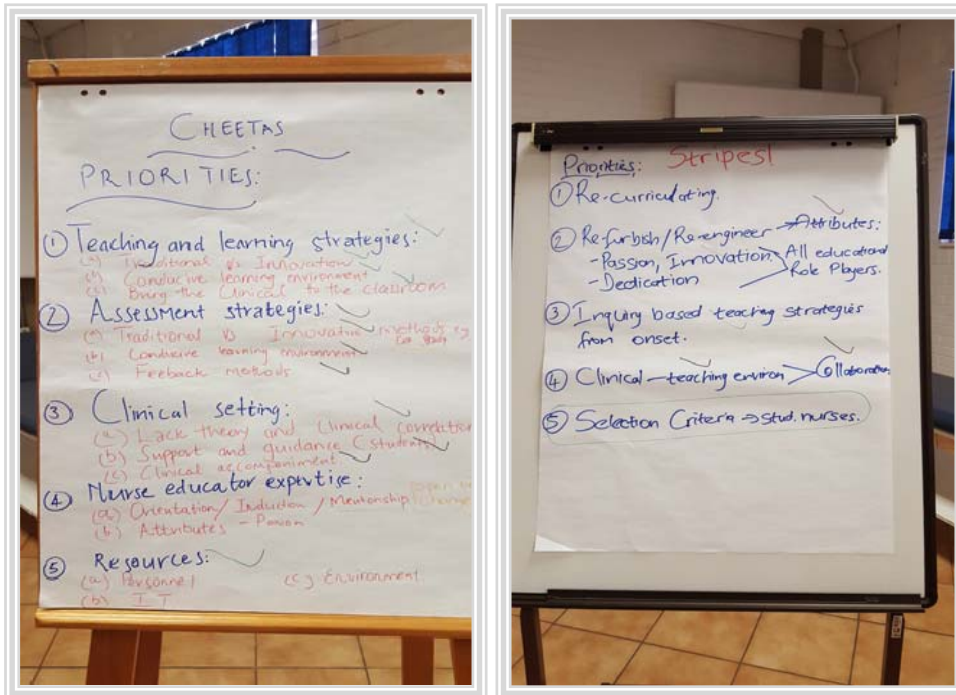 CHEETAS
PRIORITIES:
① Teaching and learning strategies:
(a) Traditional vs Innovation
(b) Conducive learning environment
(c) Bring the Clinical to the classroom
② Assessment strategies:
(a) Traditional vs Innovative methods eg
(b) Conducive learning environment
(c) Feeback methods
③ Clinical setting:
(a) Lack theory and Clinical correlation
(b) Support and guidance (students)
(c) Clinical accompaniment
④ Nurse educator expertise:
(a) Orientation / Induction / Mentorship
(b) Attributes - Passion
⑤ Resources:
(a) Personnel (c) Environment
(b) IT
Priorities: Stripes!
① Re-curriculating.
② Re-furbish/Re-engineer → Attributes:
- Passion, Innovation All educational
- Dedication Role Players.
③ Inquiry based teaching strategies
from onset.
④ Clinical - teaching environ Collaboration
⑤ Selection Criteria → stud. nurses.